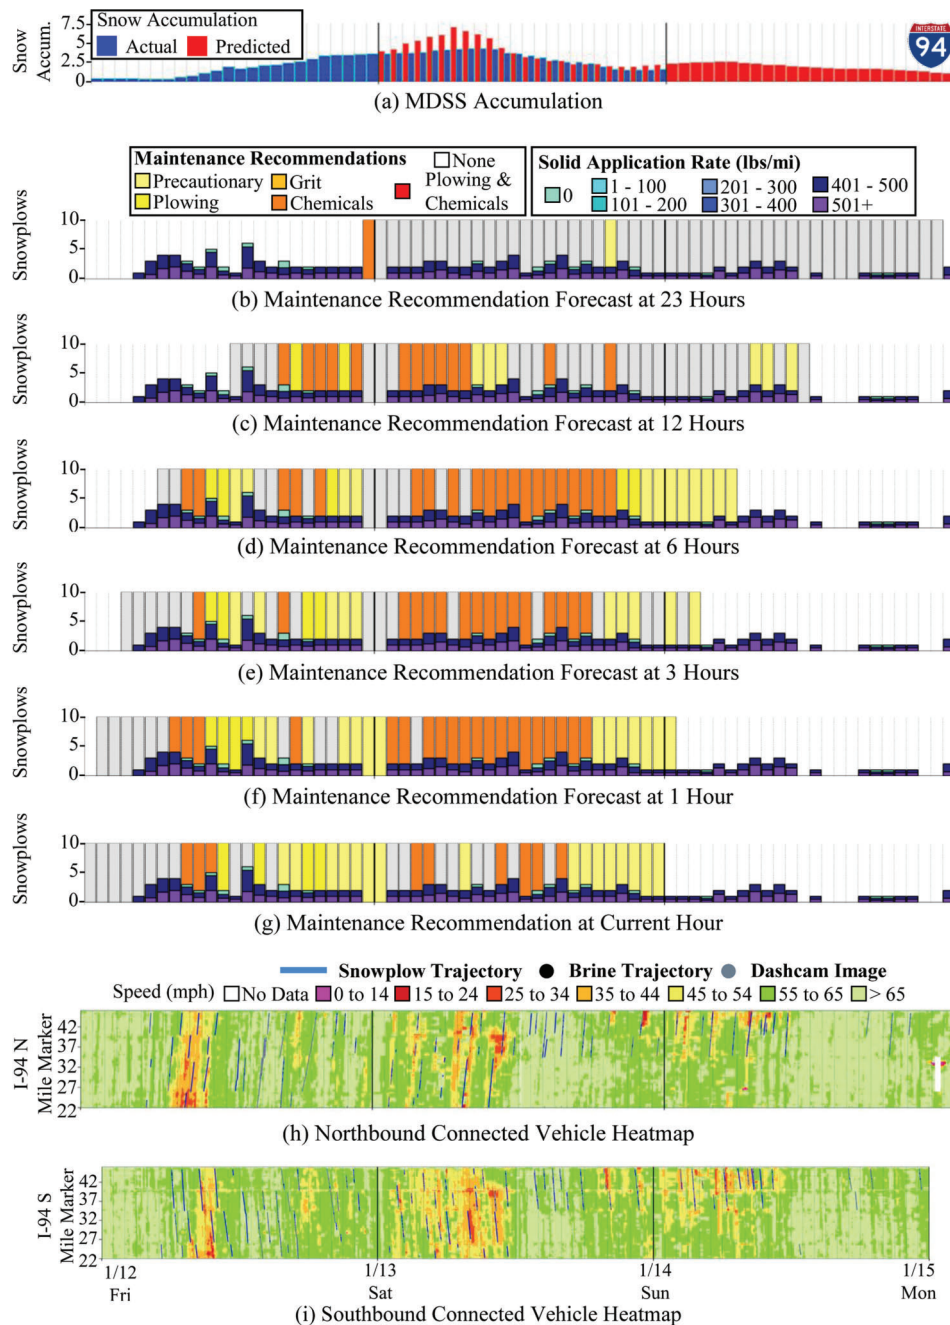 Snow
Accum.
7.5
5
2.5
0
Snow Accumulation
Actual Predicted
INTERSTATE
94
(a) MDSS Accumulation
Maintenance Recommendations
None
Precautionary
Grit
Plowing &
Chemicals
Plowing
Chemicals
Solid Application Rate (lbs/mi)
0
1 - 100
201 - 300
401 - 500
101 - 200
301 - 400
501+
Snowplows
10
5
0
(b) Maintenance Recommendation Forecast at 23 Hours
Snowplows
10
5
0
(c) Maintenance Recommendation Forecast at 12 Hours
Snowplows
10
5
0
(d) Maintenance Recommendation Forecast at 6 Hours
Snowplows
10
5
0
(e) Maintenance Recommendation Forecast at 3 Hours
Snowplows
10
5
0
(f) Maintenance Recommendation Forecast at 1 Hour
Snowplows
10
5
0
(g) Maintenance Recommendation at Current Hour
Snowplow Trajectory Brine Trajectory Dashcam Image
Speed (mph) No Data 0 to 14 15 to 24 25 to 34 35 to 44 45 to 54 55 to 65 > 65
I-94 N
Mile Marker
42
37
32
27
22
(h) Northbound Connected Vehicle Heatmap
I-94 S
Mile Marker
42
37
32
27
22
1/12 1/13 1/14 1/15
Fri Sat Sun Mon
(i) Southbound Connected Vehicle Heatmap